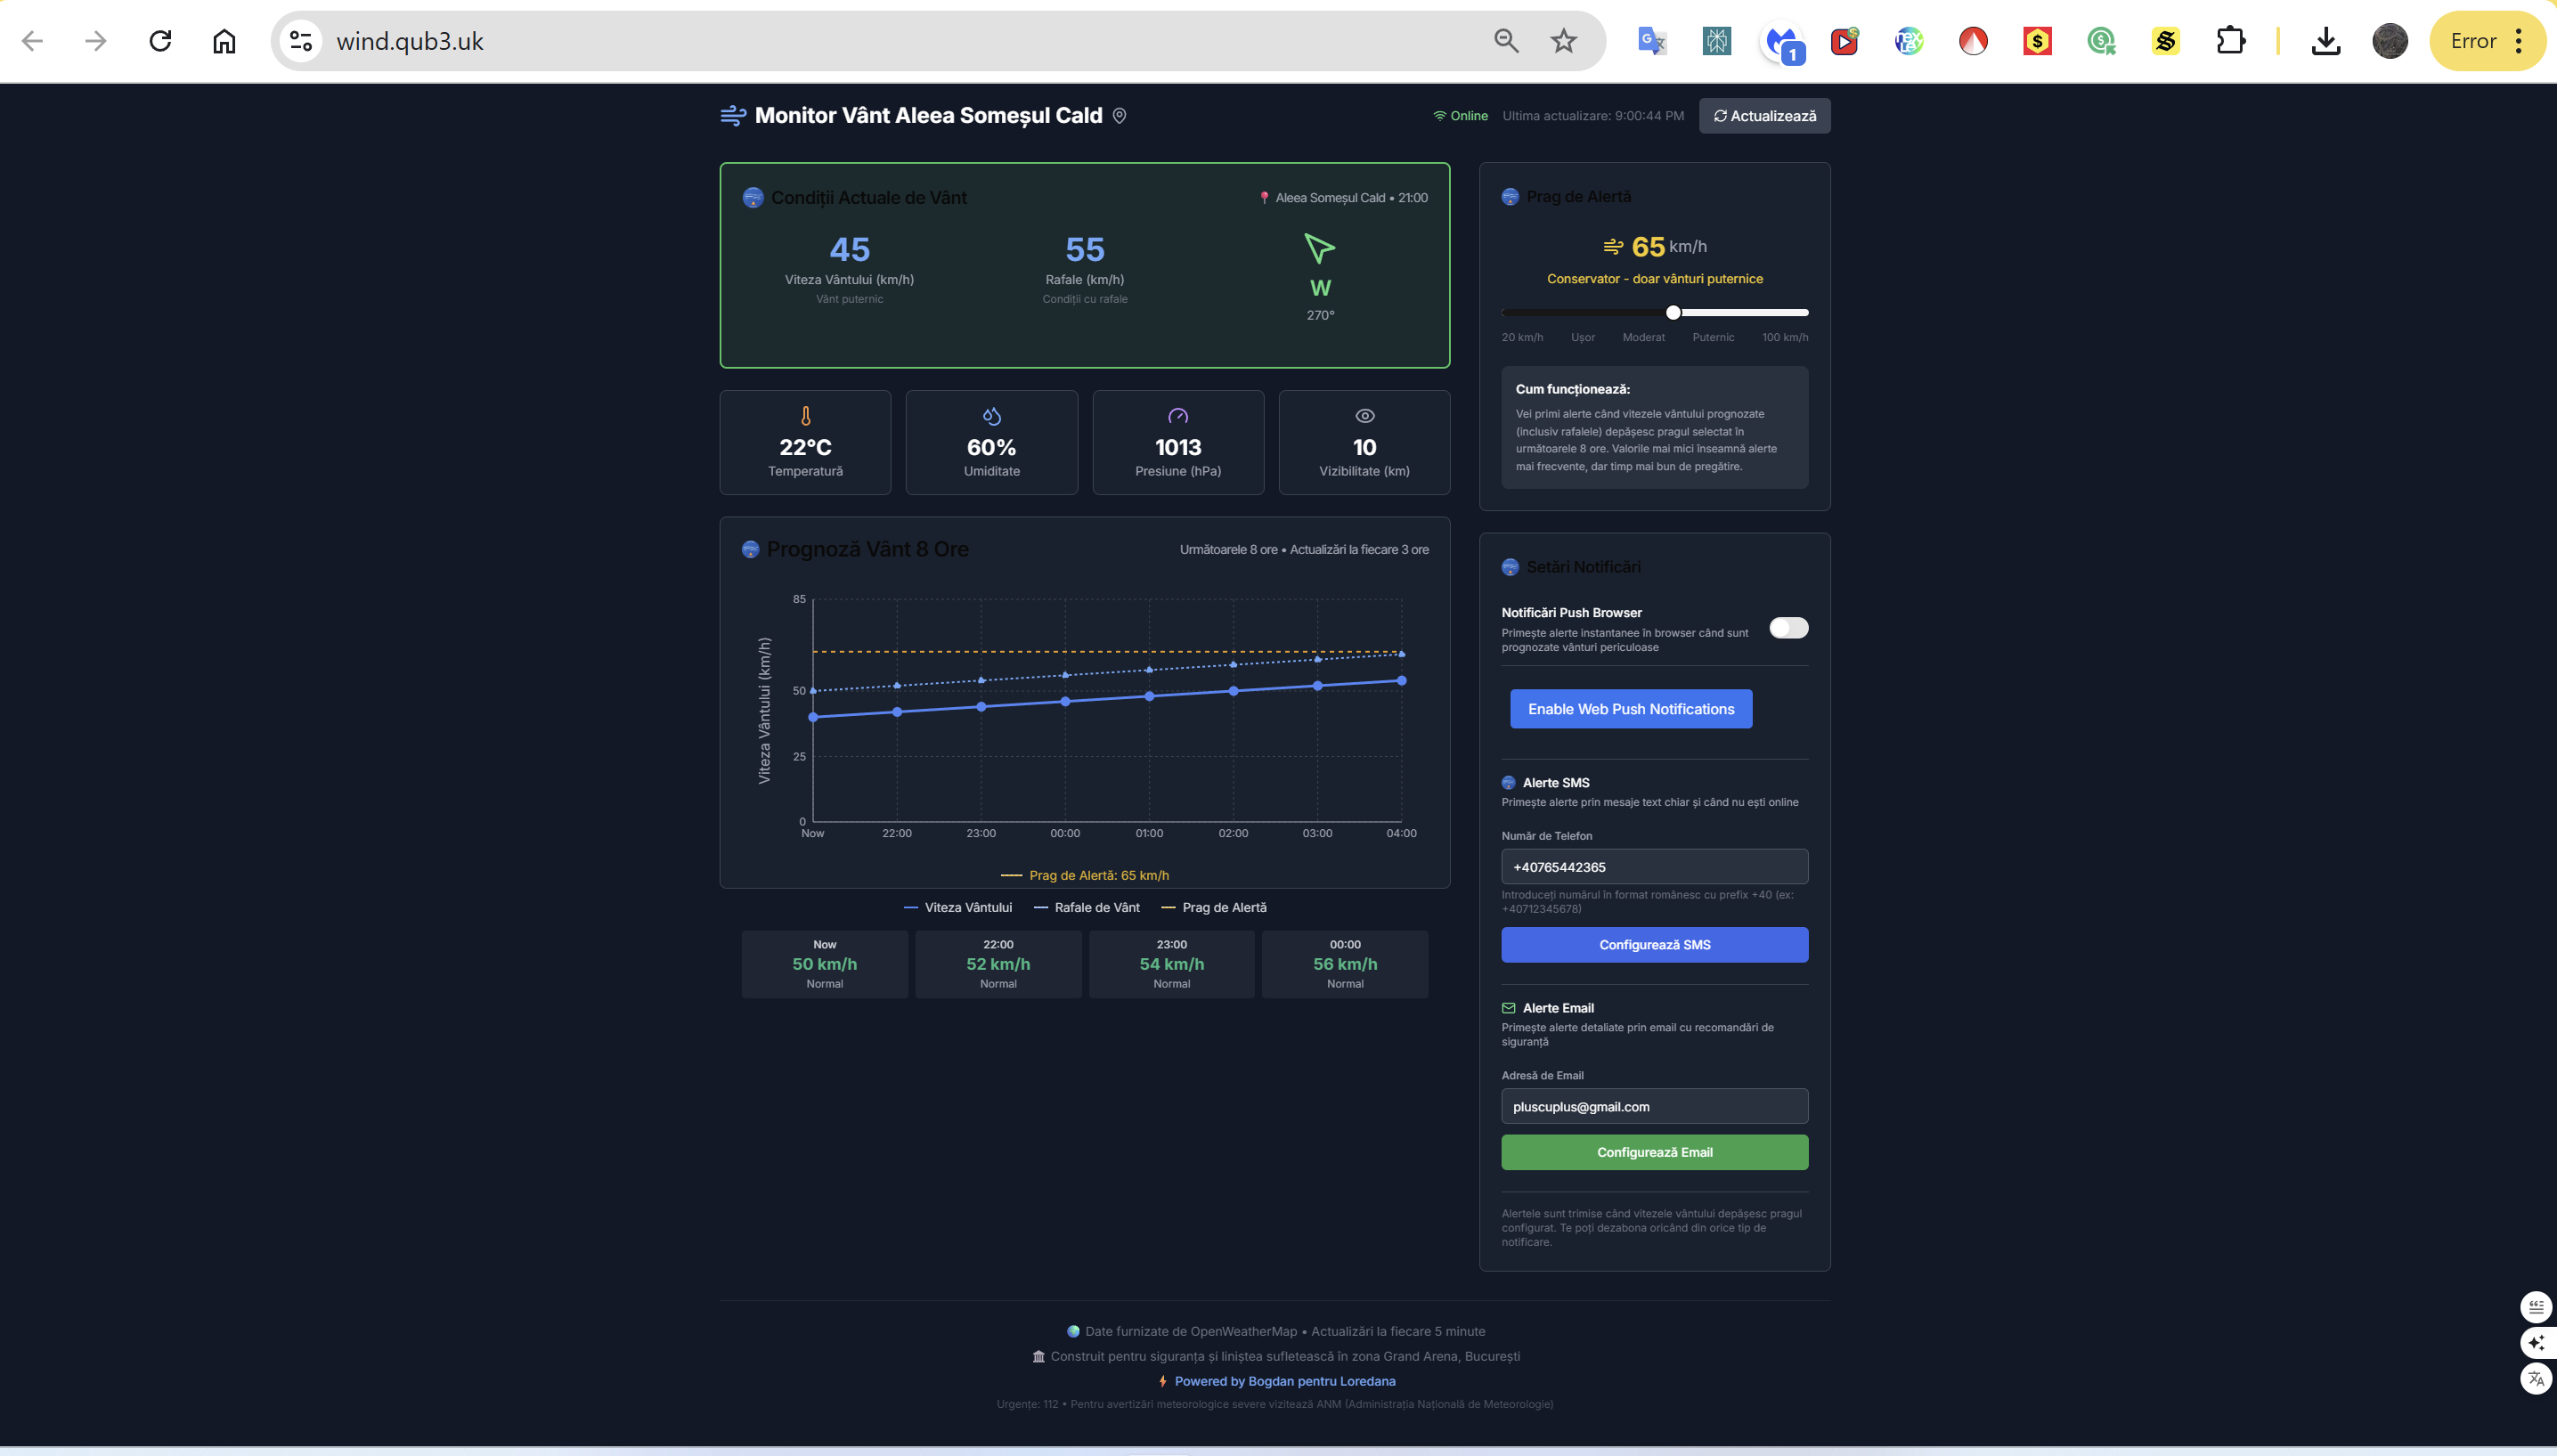 wind.qub3.uk
1
Error
Monitor Vânt Aleea Someșul Cald
Online
Ultima actualizare: 9:00:44 PM
Actualizează
Condiții Actuale de Vânt
Aleea Someșul Cald • 21:00
45
Viteza Vântului (km/h)
Vânt puternic
55
Rafale (km/h)
Condiții cu rafale
W
270°
22°C
Temperatură
60%
Umiditate
1013
Presiune (hPa)
10
Vizibilitate (km)
Prognoză Vânt 8 Ore
Următoarele 8 ore • Actualizări la fiecare 3 ore
Viteza Vântului (km/h)
85
50
25
0
Now 22:00 23:00 00:00 01:00 02:00 03:00 04:00
Prag de Alertă: 65 km/h
Viteza Vântului Rafale de Vânt Prag de Alertă
Now
50 km/h
Normal
22:00
52 km/h
Normal
23:00
54 km/h
Normal
00:00
56 km/h
Normal
Prag de Alertă
65 km/h
Conservator - doar vânturi puternice
20 km/h Ușor Moderat Puternic 100 km/h
Cum funcționează:
Vei primi alerte când vitezele vântului prognozate
(inclusiv rafalele) depășesc pragul selectat în
următoarele 8 ore. Valorile mai mici înseamnă alerte
mai frecvente, dar timp mai bun de pregătire.
Setări Notificări
Notificări Push Browser
Primește alerte instantanee în browser când sunt
prognozate vânturi periculoase
Enable Web Push Notifications
Alerte SMS
Primește alerte prin mesaje text chiar și când nu ești online
Număr de Telefon
+40765442365
Introduceți numărul în format românesc cu prefix +40 (ex:
+40712345678)
Configurează SMS
Alerte Email
Primește alerte detaliate prin email cu recomandări de
siguranță
Adresă de Email
pluscuplus@gmail.com
Configurează Email
Alertele sunt trimise când vitezele vântului depășesc pragul
configurat. Te poți dezabona oricând din orice tip de
notificare.
Date furnizate de OpenWeatherMap • Actualizări la fiecare 5 minute
Construit pentru siguranța și liniștea sufletească în zona Grand Arena, București
Powered by Bogdan pentru Loredana
Urgențe: 112 • Pentru avertizări meteorologice severe vizitează ANM (Administrația Națională de Meteorologie)